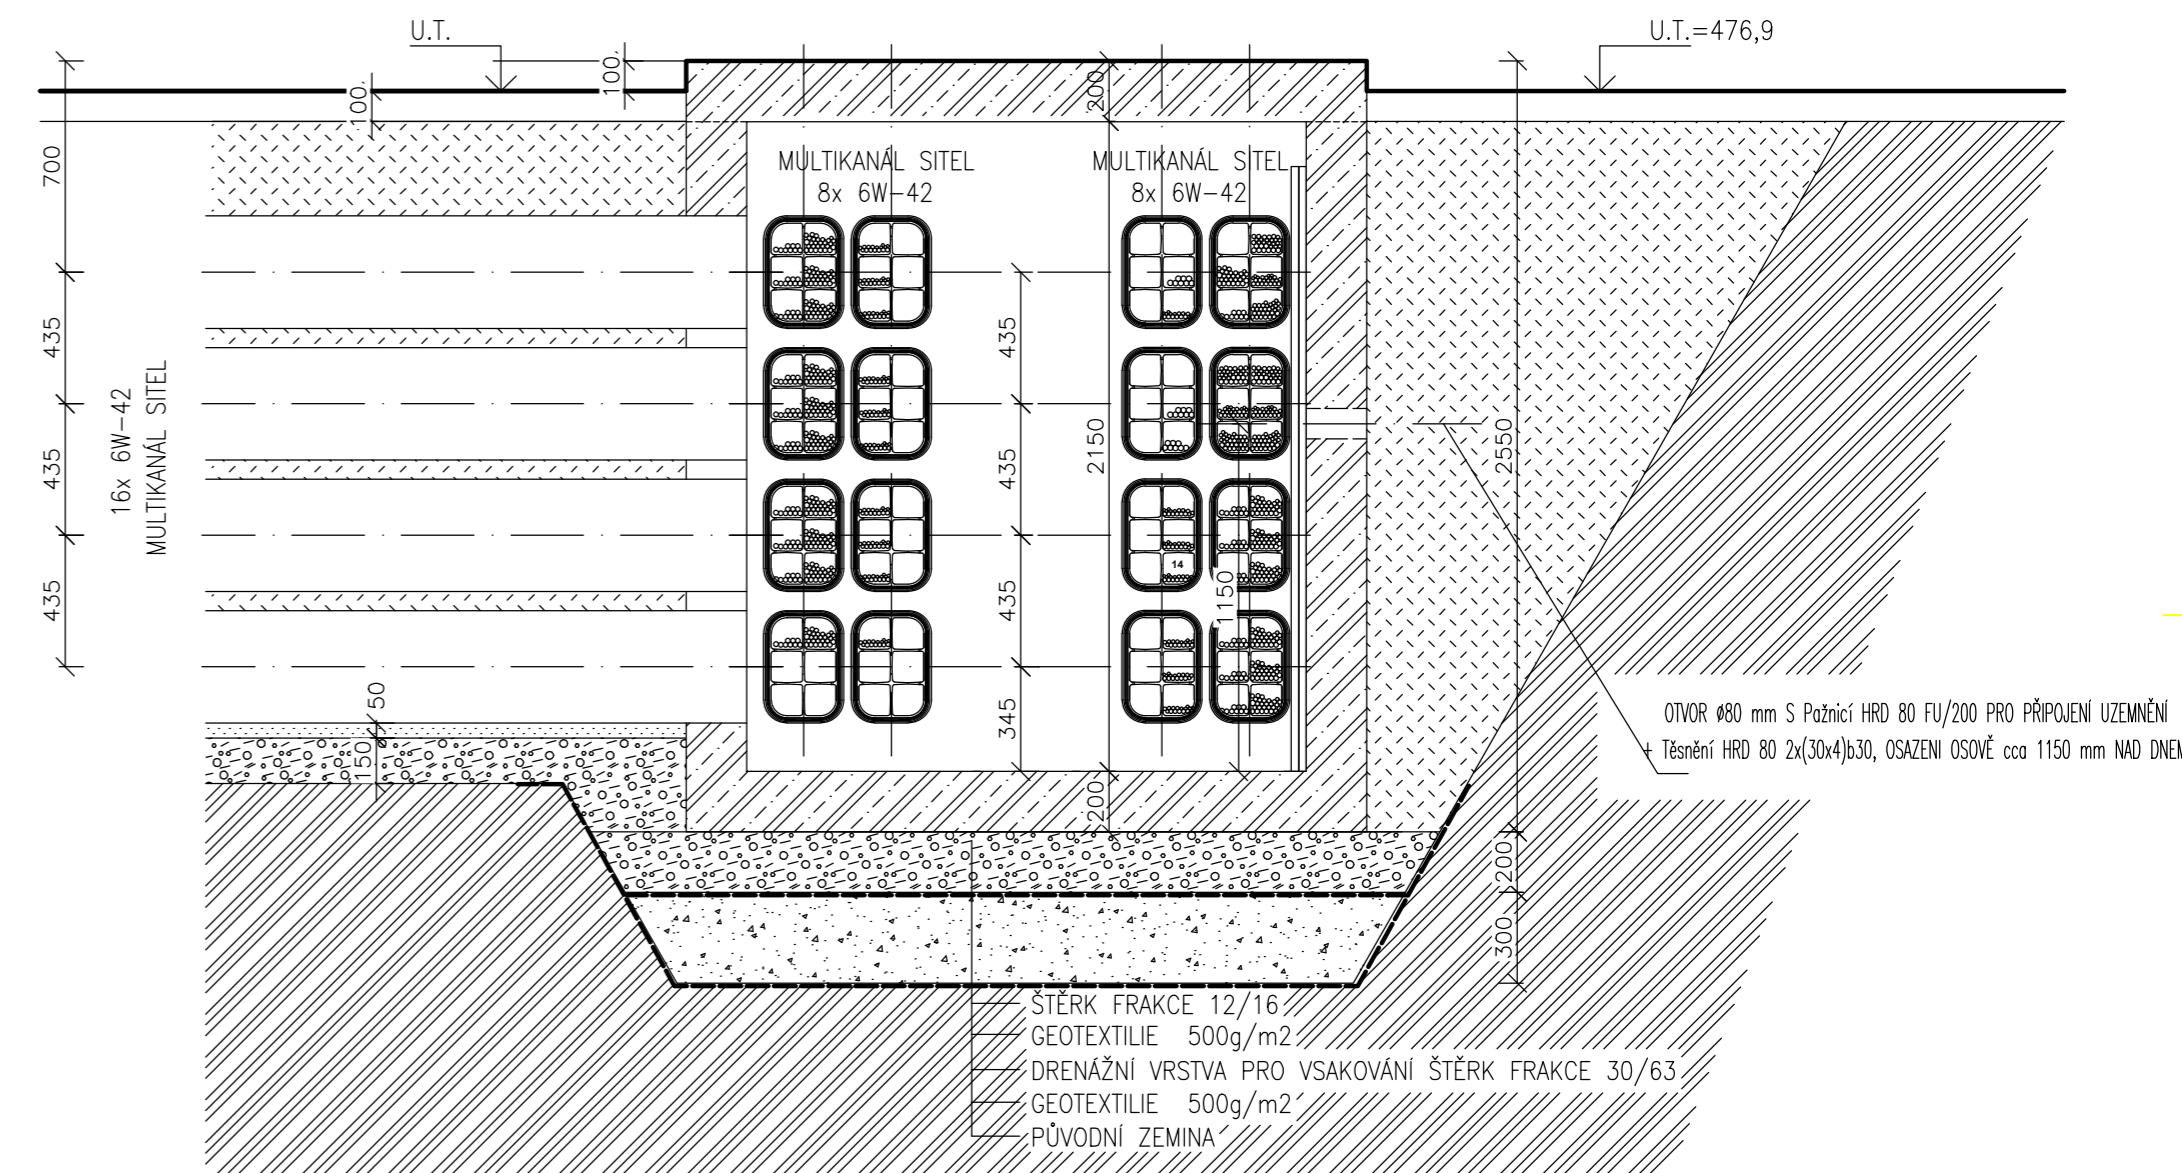 U.T.
U.T.=476,9
100
100
200
700
MULTIKANÁL SITEL
8x 6W-42
MULTIKANÁL SITEL
8x 6W-42
435
435
435
16x 6W-42
MULTIKANÁL SITEL
435
435
435
345
2150
14
1150
2550
50
150
200
200
300
OTVOR ø80 mm S Pažnicí HRD 80 FU/200 PRO PŘIPOJENÍ UZEMNĚNÍ
+ Těsnění HRD 80 2x(30x4)b30, OSAZENI OSOVĚ cca 1150 mm NAD DNEM
ŠTĚRK FRAKCE 12/16
GEOTEXTILIE 500g/m2
DRENÁŽNÍ VRSTVA PRO VSAKOVÁNÍ ŠTĚRK FRAKCE 30/63
GEOTEXTILIE 500g/m2
PŮVODNÍ ZEMINA